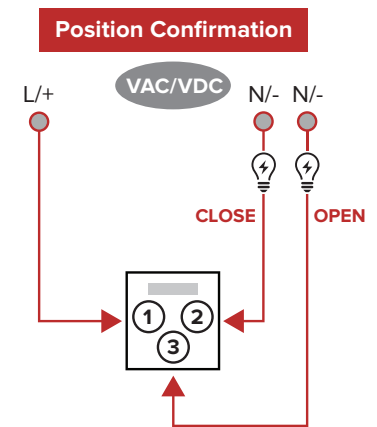 Position Confirmation
VAC/VDC
L/+ N/- N/-
CLOSE OPEN
1 2
3